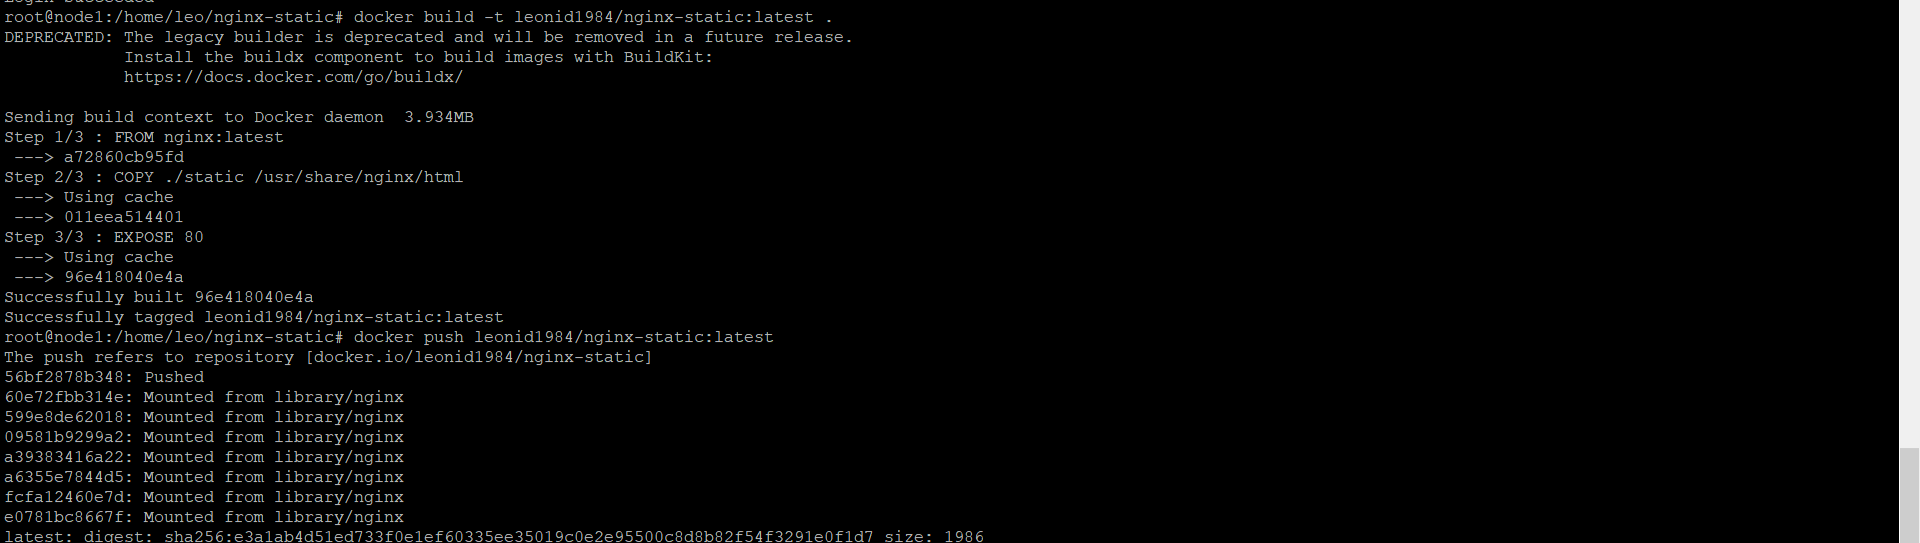 Login Succeeded
root@node1:/home/leo/nginx-static# docker build -t leonid1984/nginx-static:latest .
DEPRECATED: The legacy builder is deprecated and will be removed in a future release.
            Install the buildx component to build images with BuildKit:
            https://docs.docker.com/go/buildx/

Sending build context to Docker daemon  3.934MB
Step 1/3 : FROM nginx:latest
 ---> a72860cb95fd
Step 2/3 : COPY ./static /usr/share/nginx/html
 ---> Using cache
 ---> 011eea514401
Step 3/3 : EXPOSE 80
 ---> Using cache
 ---> 96e418040e4a
Successfully built 96e418040e4a
Successfully tagged leonid1984/nginx-static:latest
root@node1:/home/leo/nginx-static# docker push leonid1984/nginx-static:latest
The push refers to repository [docker.io/leonid1984/nginx-static]
56bf2878b348: Pushed
60e72fbb314e: Mounted from library/nginx
599e8de62018: Mounted from library/nginx
09581b9299a2: Mounted from library/nginx
a39383416a22: Mounted from library/nginx
a6355e7844d5: Mounted from library/nginx
fcfa12460e7d: Mounted from library/nginx
e0781bc8667f: Mounted from library/nginx
latest: digest: sha256:e3a1ab4d51ed733f0e1ef60335ee35019c0e2e95500c8d8b82f54f3291e0f1d7 size: 1986